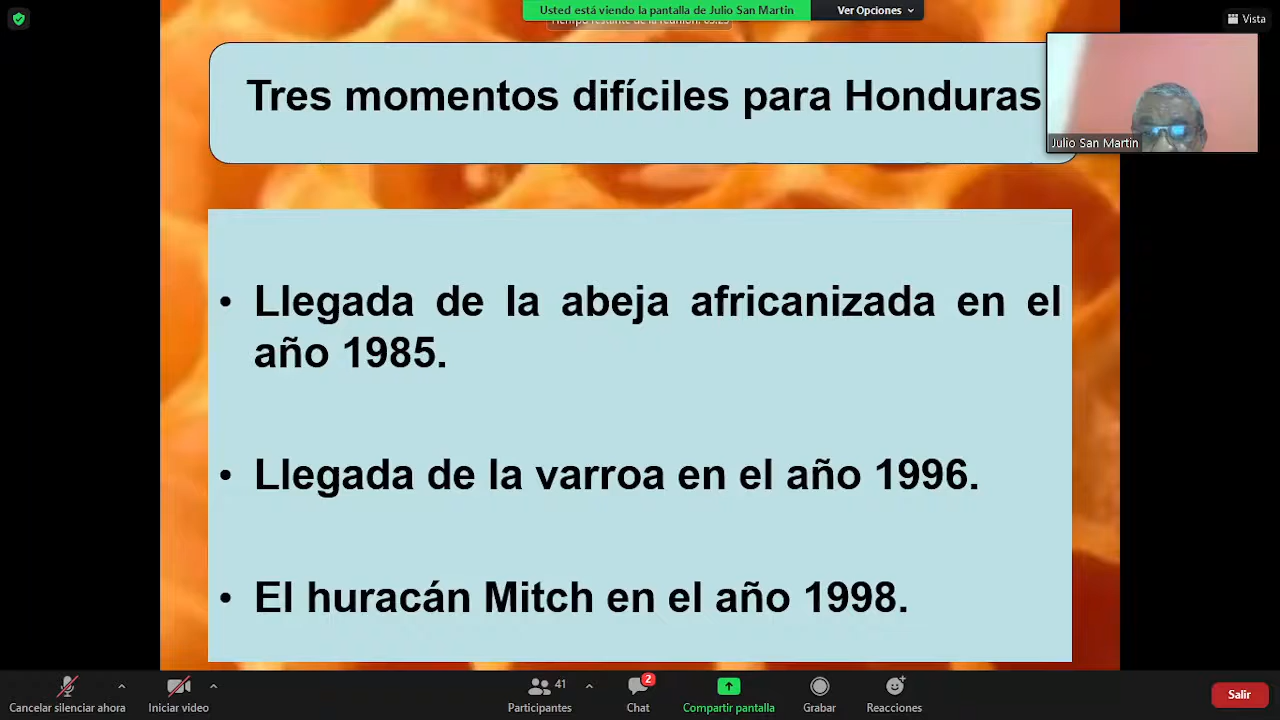 Usted está viendo la pantalla de Julio San Martin
Ver Opciones
Vista
Tres momentos difíciles para Honduras
Julio San Martin
• Llegada de la abeja africanizada en el
año 1985.
• Llegada de la varroa en el año 1996.
• El huracán Mitch en el año 1998.
41
2
Cancelar silenciar ahora
Iniciar video
Participantes
Chat
Compartir pantalla
Grabar
Reacciones
Salir